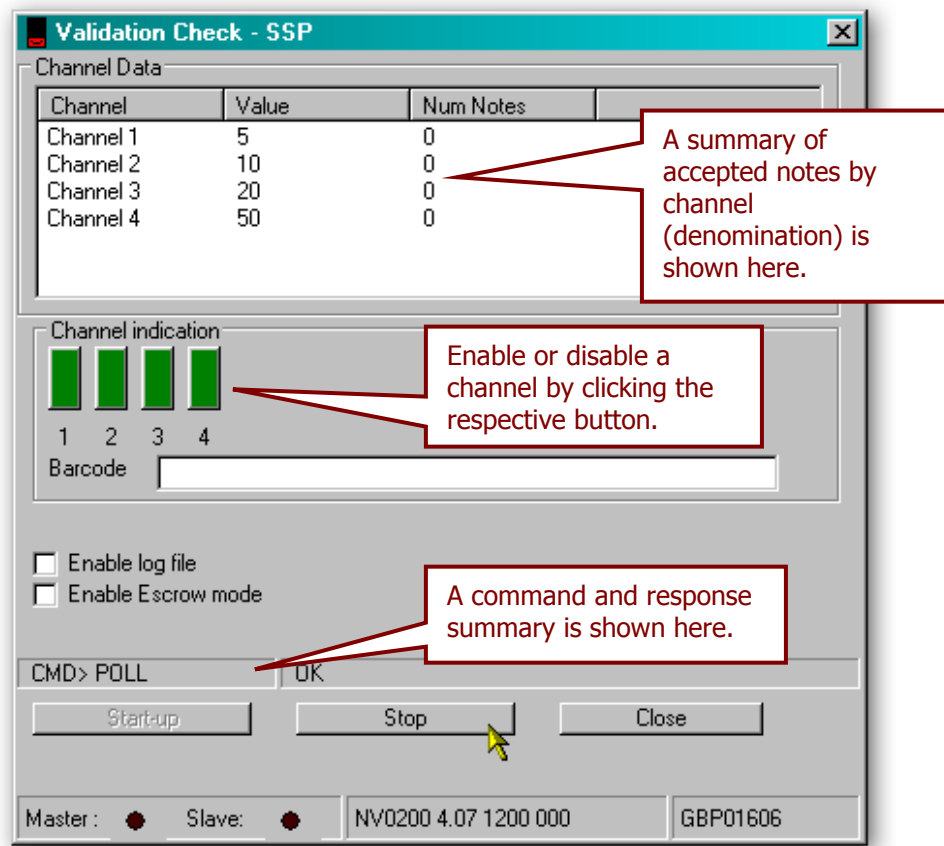 Validation Check - SSP
Channel Data
Channel Value Num Notes
Channel 1 5 0
Channel 2 10 0
Channel 3 20 0
Channel 4 50 0
A summary of
accepted notes by
channel
(denomination) is
shown here.
Channel indication
1 2 3 4
Enable or disable a
channel by clicking the
respective button.
Barcode
Enable log file
Enable Escrow mode
A command and response
summary is shown here.
CMD> POLL OK
Start-up Stop Close
Master : Slave: NV0200 4.07 1200 000 GBP01606